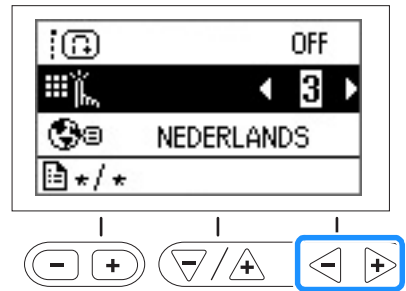 OFF
3
NEDERLANDS
*/*
- +
- / +
- +